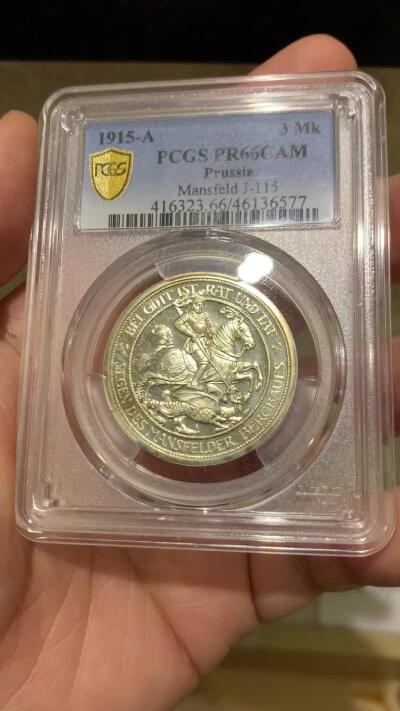 1915-A 3 Mk
PCGS PR66CAM
Prussia
Mansfeld J-115
416323.66/46136577
PCGS
BEI GOTT IST RAT UND TAT
SEGEN DES MANSFELDER BERGBAUES